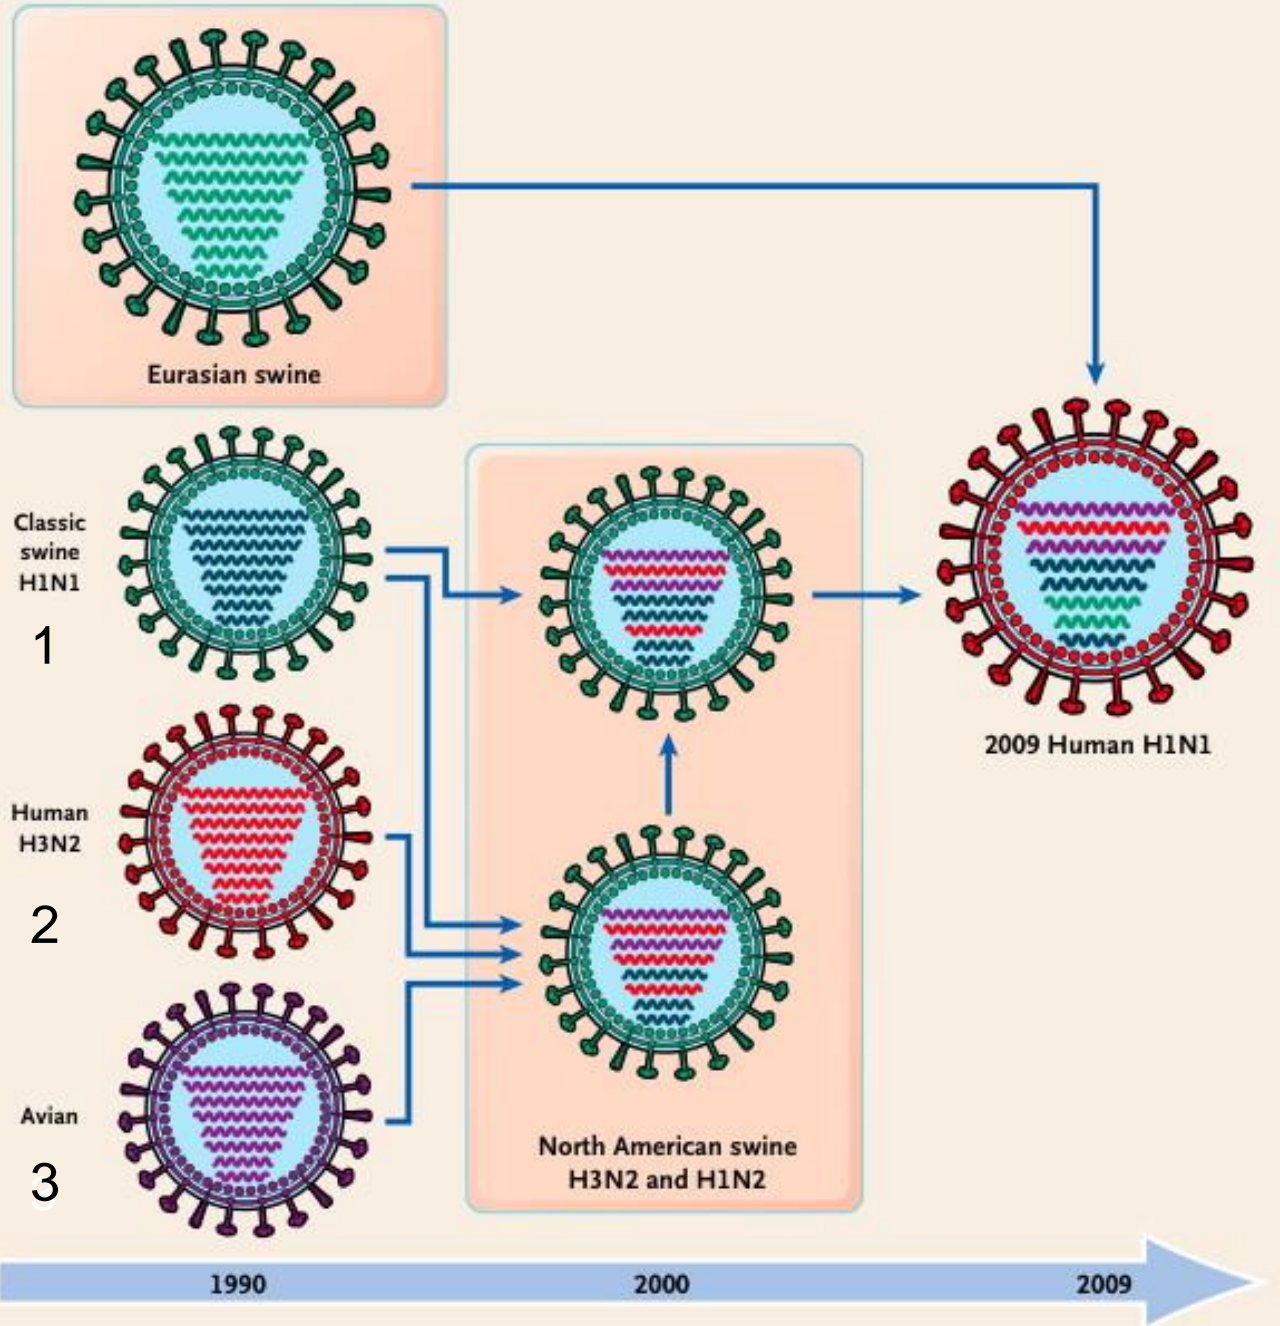 Eurasian swine
Classic
swine
H1N1
1
Human
H3N2
2
Avian
3
North American swine
H3N2 and H1N2
2009 Human H1N1
1990
2000
2009